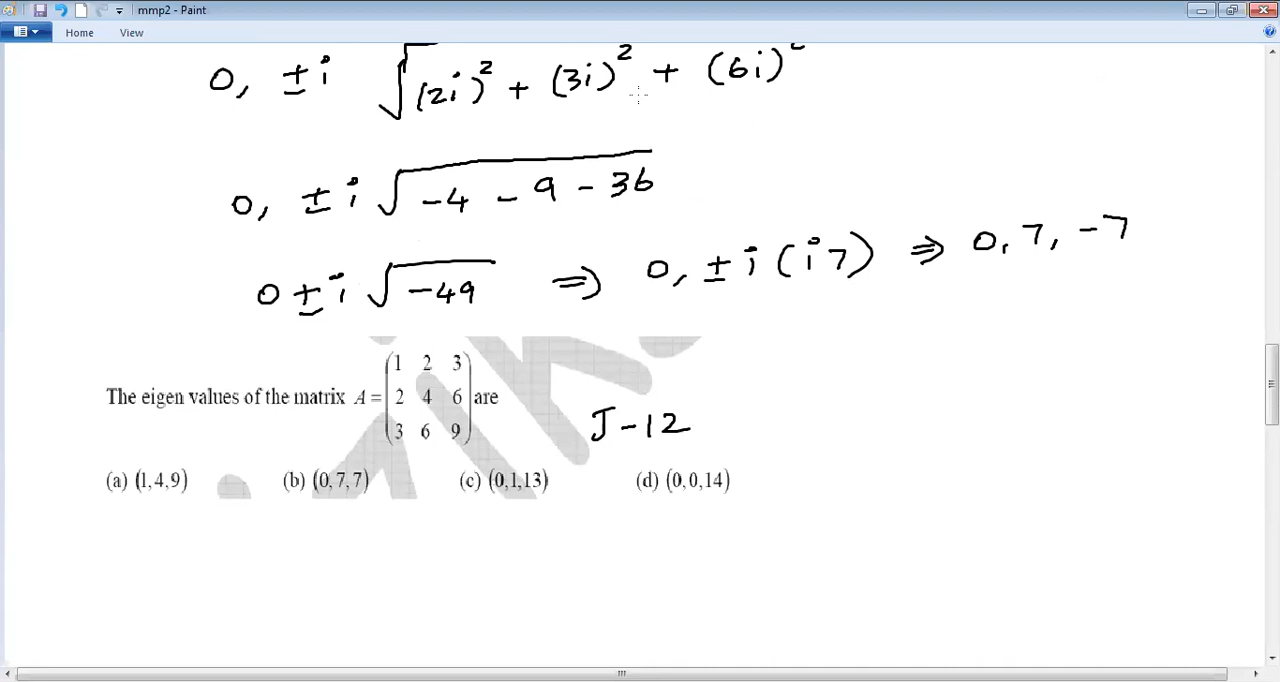 mmp2 - Paint
Home View
0, ±i √(2i)² + (3i)² + (6i)²
0, ±i √-4 - 9 - 36
0 ±i √-49 ⇒ 0, ±i (i7) ⇒ 0, 7, -7
The eigen values of the matrix A = (1 2 3
2 4 6
3 6 9) are
J-12
(a) (1,4,9) (b) (0,7,7) (c) (0,1,13) (d) (0,0,14)